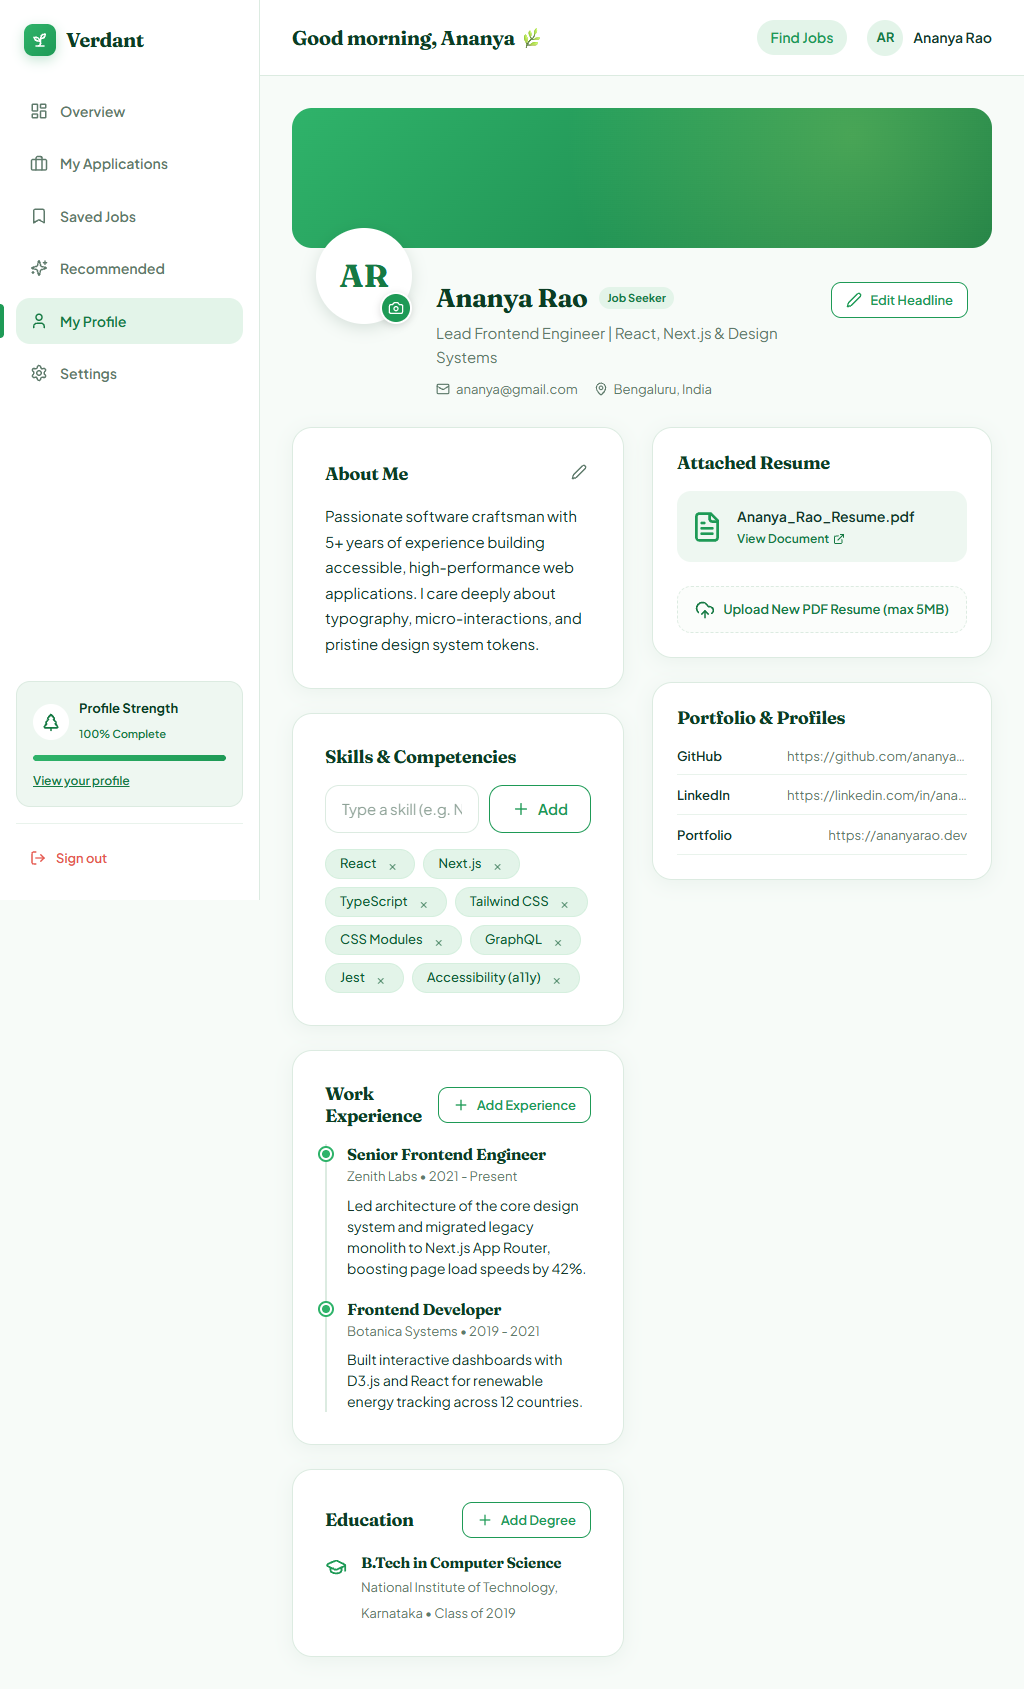 Verdant
Overview
My Applications
Saved Jobs
Recommended
My Profile
Settings
Profile Strength
100% Complete
View your profile
Sign out
Good morning, Ananya 🌿
Find Jobs
AR
Ananya Rao
AR
Ananya Rao
Job Seeker
Edit Headline
Lead Frontend Engineer | React, Next.js & Design
Systems
ananya@gmail.com
Bengaluru, India
About Me
Passionate software craftsman with
5+ years of experience building
accessible, high-performance web
applications. I care deeply about
typography, micro-interactions, and
pristine design system tokens.
Skills & Competencies
Type a skill (e.g. N
+ Add
React ×
Next.js ×
TypeScript ×
Tailwind CSS ×
CSS Modules ×
GraphQL ×
Jest ×
Accessibility (a11y) ×
Work
Experience
+ Add Experience
Senior Frontend Engineer
Zenith Labs • 2021 - Present
Led architecture of the core design
system and migrated legacy
monolith to Next.js App Router,
boosting page load speeds by 42%.
Frontend Developer
Botanica Systems • 2019 - 2021
Built interactive dashboards with
D3.js and React for renewable
energy tracking across 12 countries.
Education
+ Add Degree
B.Tech in Computer Science
National Institute of Technology,
Karnataka • Class of 2019
Attached Resume
Ananya_Rao_Resume.pdf
View Document
Upload New PDF Resume (max 5MB)
Portfolio & Profiles
GitHub https://github.com/ananya...
LinkedIn https://linkedin.com/in/ana...
Portfolio https://ananyarao.dev